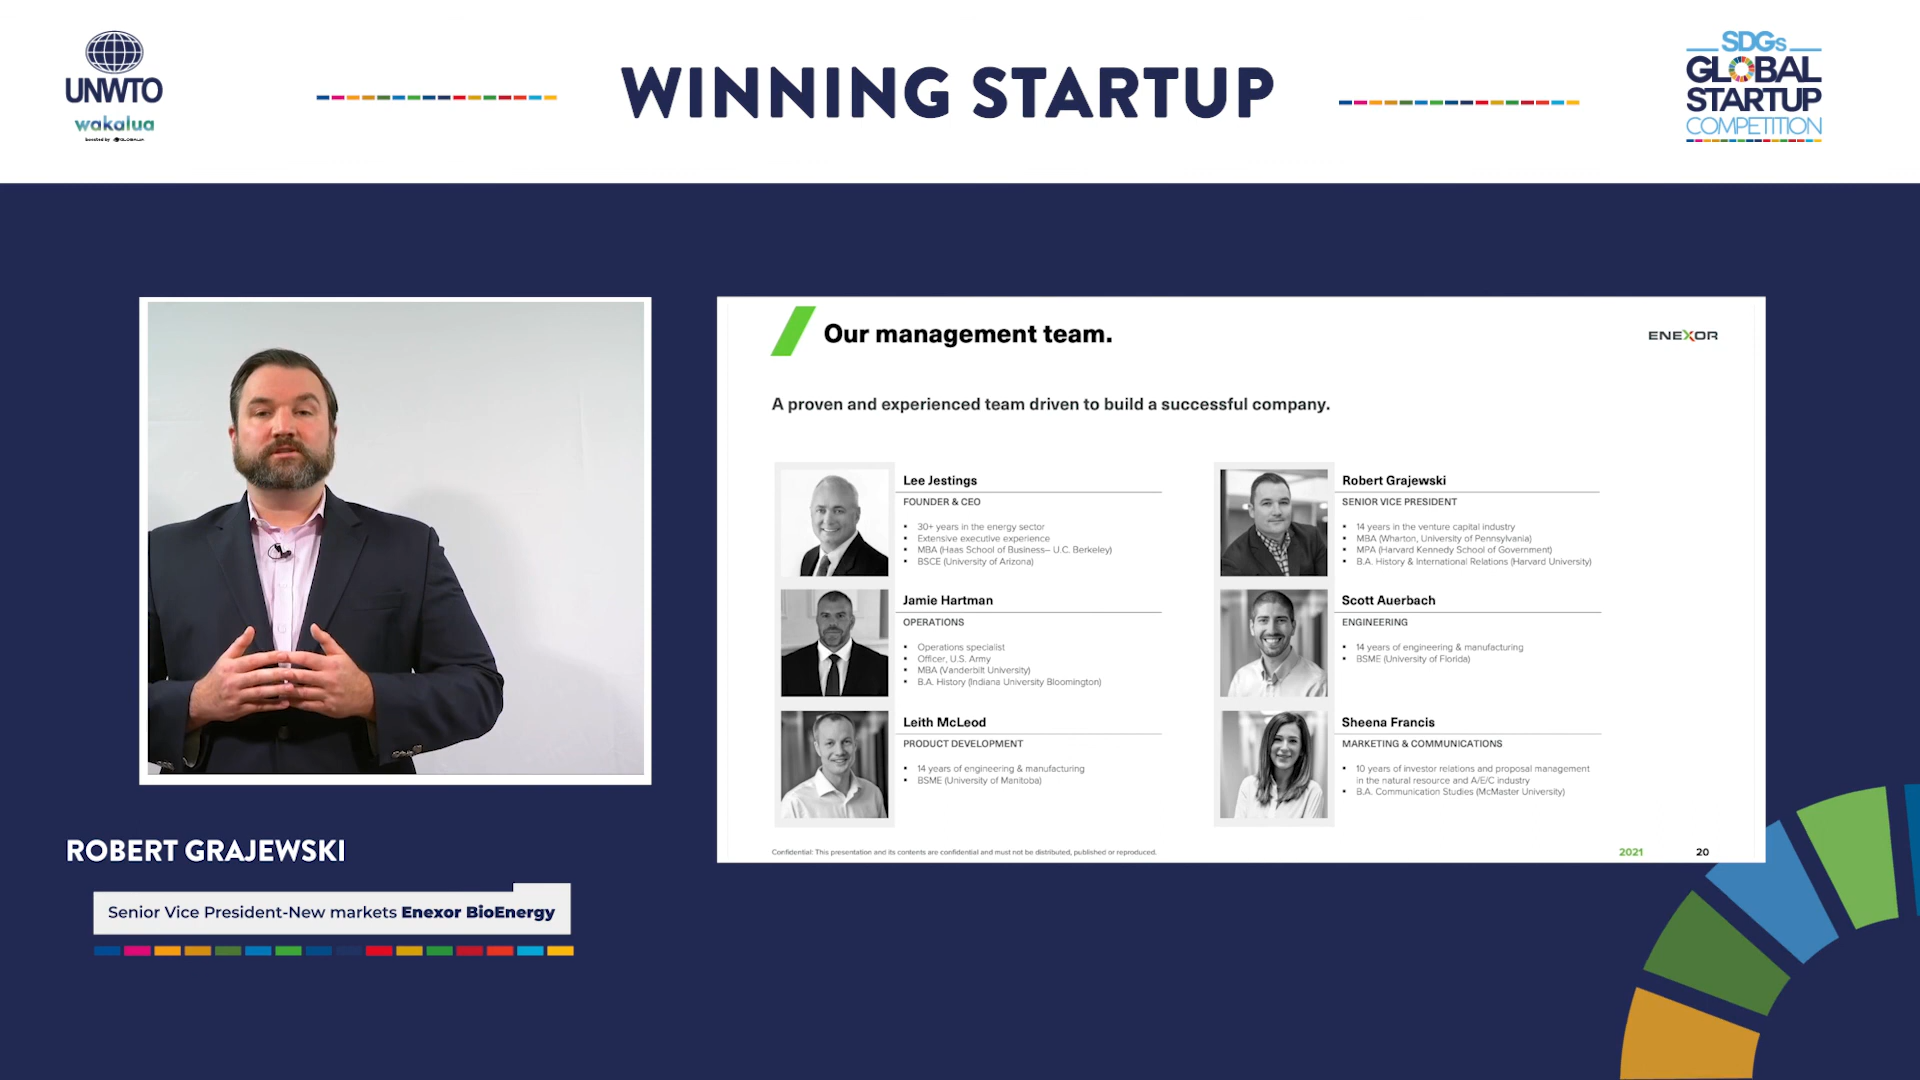 UNWTO
wakalua
boosted by GLOBALIA
WINNING STARTUP
SDGs
GLOBAL
STARTUP
COMPETITION
Our management team.
ENEXOR
A proven and experienced team driven to build a successful company.
Lee Jestings
FOUNDER & CEO
▪ 30+ years in the energy sector
▪ Extensive executive experience
▪ MBA (Haas School of Business– U.C. Berkeley)
▪ BSCE (University of Arizona)
Robert Grajewski
SENIOR VICE PRESIDENT
▪ 14 years in the venture capital industry
▪ MBA (Wharton, University of Pennsylvania)
▪ MPA (Harvard Kennedy School of Government)
▪ B.A. History & International Relations (Harvard University)
Jamie Hartman
OPERATIONS
▪ Operations specialist
▪ Officer, U.S. Army
▪ MBA (Vanderbilt University)
▪ B.A. History (Indiana University Bloomington)
Scott Auerbach
ENGINEERING
▪ 14 years of engineering & manufacturing
▪ BSME (University of Florida)
Leith McLeod
PRODUCT DEVELOPMENT
▪ 14 years of engineering & manufacturing
▪ BSME (University of Manitoba)
Sheena Francis
MARKETING & COMMUNICATIONS
▪ 10 years of investor relations and proposal management
in the natural resource and A/E/C industry
▪ B.A. Communication Studies (McMaster University)
Confidential: This presentation and its contents are confidential and must not be distributed, published or reproduced.
2021
20
ROBERT GRAJEWSKI
Senior Vice President-New markets Enexor BioEnergy